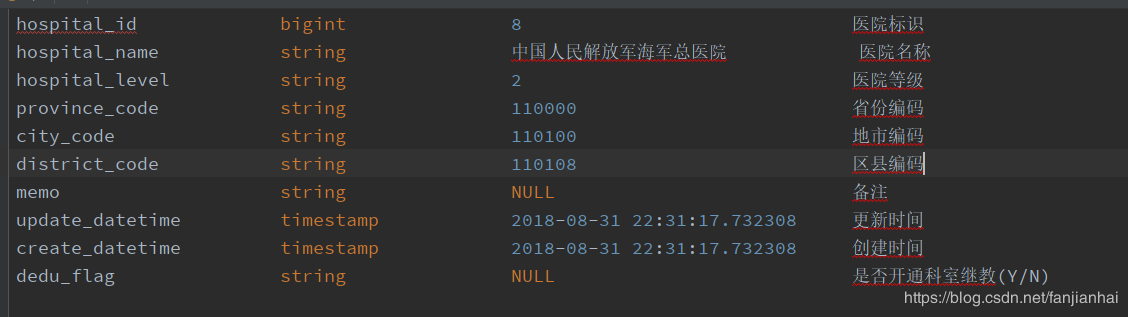 hospital_id bigint 8 医院标识
hospital_name string 中国人民解放军海军总医院 医院名称
hospital_level string 2 医院等级
province_code string 110000 省份编码
city_code string 110100 地市编码
district_code string 110108 区县编码
memo string NULL 备注
update_datetime timestamp 2018-08-31 22:31:17.732308 更新时间
create_datetime timestamp 2018-08-31 22:31:17.732308 创建时间
dedu_flag string NULL 是否开通科室继教(Y/N)
https://blog.csdn.net/fanjianhai